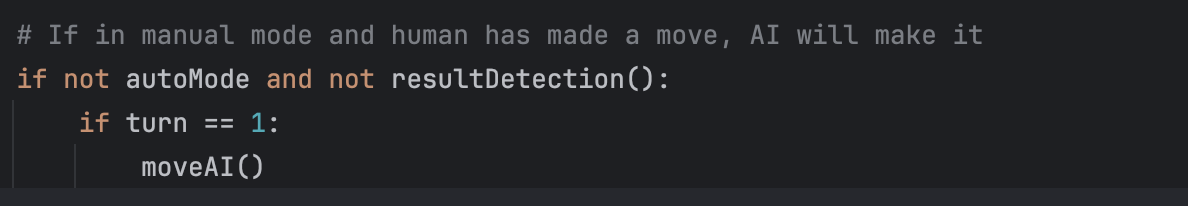 # If in manual mode and human has made a move, AI will make it
if not autoMode and not resultDetection():
    if turn == 1:
        moveAI()